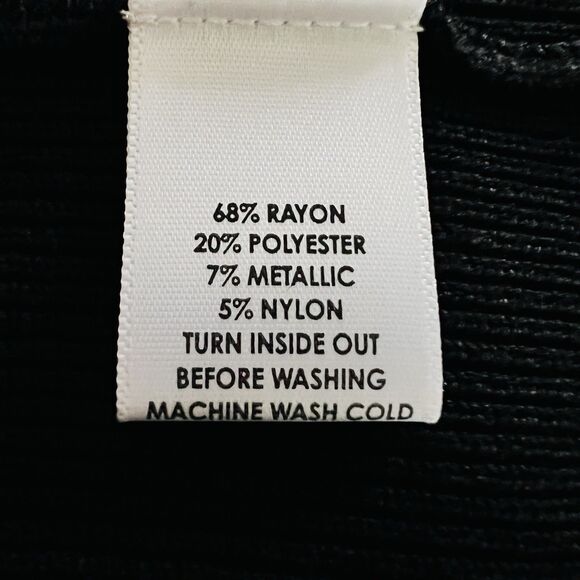 68% RAYON
20% POLYESTER
7% METALLIC
5% NYLON
TURN INSIDE OUT
BEFORE WASHING
MACHINE WASH COLD